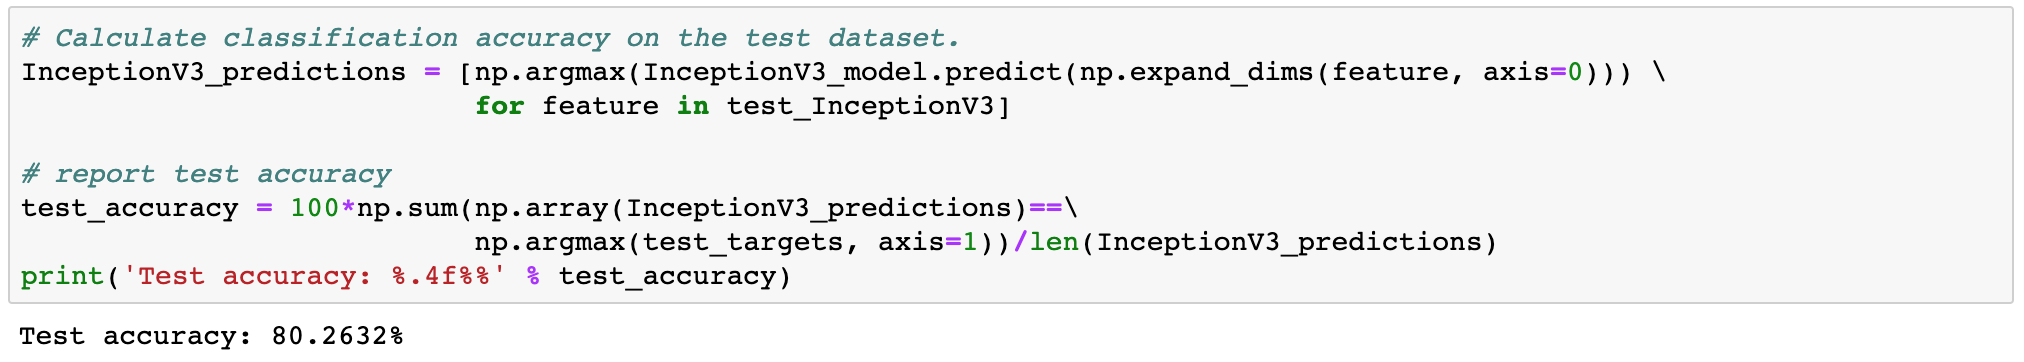 # Calculate classification accuracy on the test dataset.
InceptionV3_predictions = [np.argmax(InceptionV3_model.predict(np.expand_dims(feature, axis=0))) \
                           for feature in test_InceptionV3]

# report test accuracy
test_accuracy = 100*np.sum(np.array(InceptionV3_predictions)==\
                           np.argmax(test_targets, axis=1))/len(InceptionV3_predictions)
print('Test accuracy: %.4f%%' % test_accuracy)
Test accuracy: 80.2632%